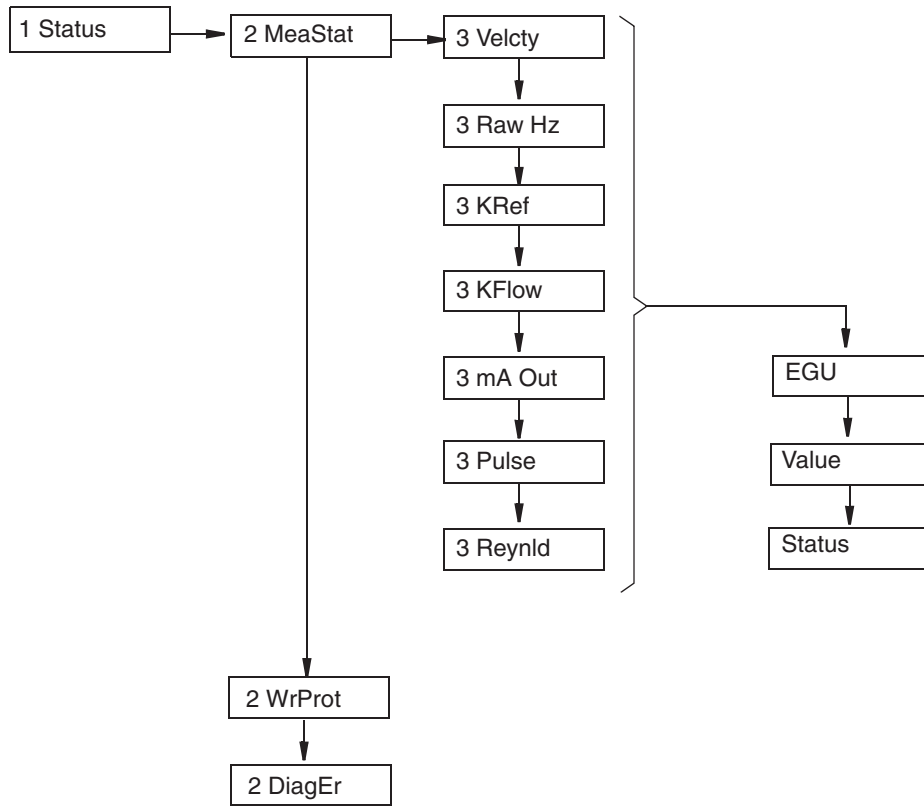 1 Status
2 MeaStat
3 Velcty
3 Raw Hz
3 KRef
3 KFlow
3 mA Out
3 Pulse
3 Reynld
EGU
Value
Status
2 WrProt
2 DiagEr